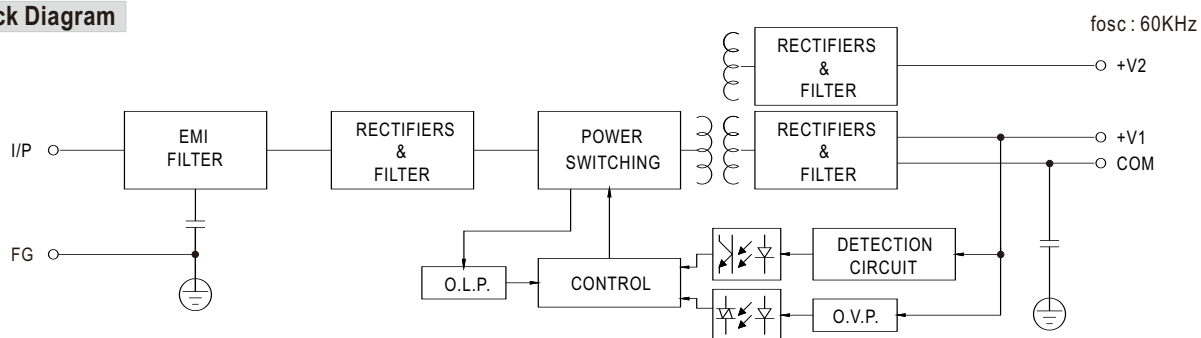 ck Diagram
fosc : 60KHz
RECTIFIERS
&
FILTER
+V2
I/P
EMI
FILTER
RECTIFIERS
&
FILTER
POWER
SWITCHING
RECTIFIERS
&
FILTER
+V1
COM
FG
O.L.P.
CONTROL
DETECTION
CIRCUIT
O.V.P.